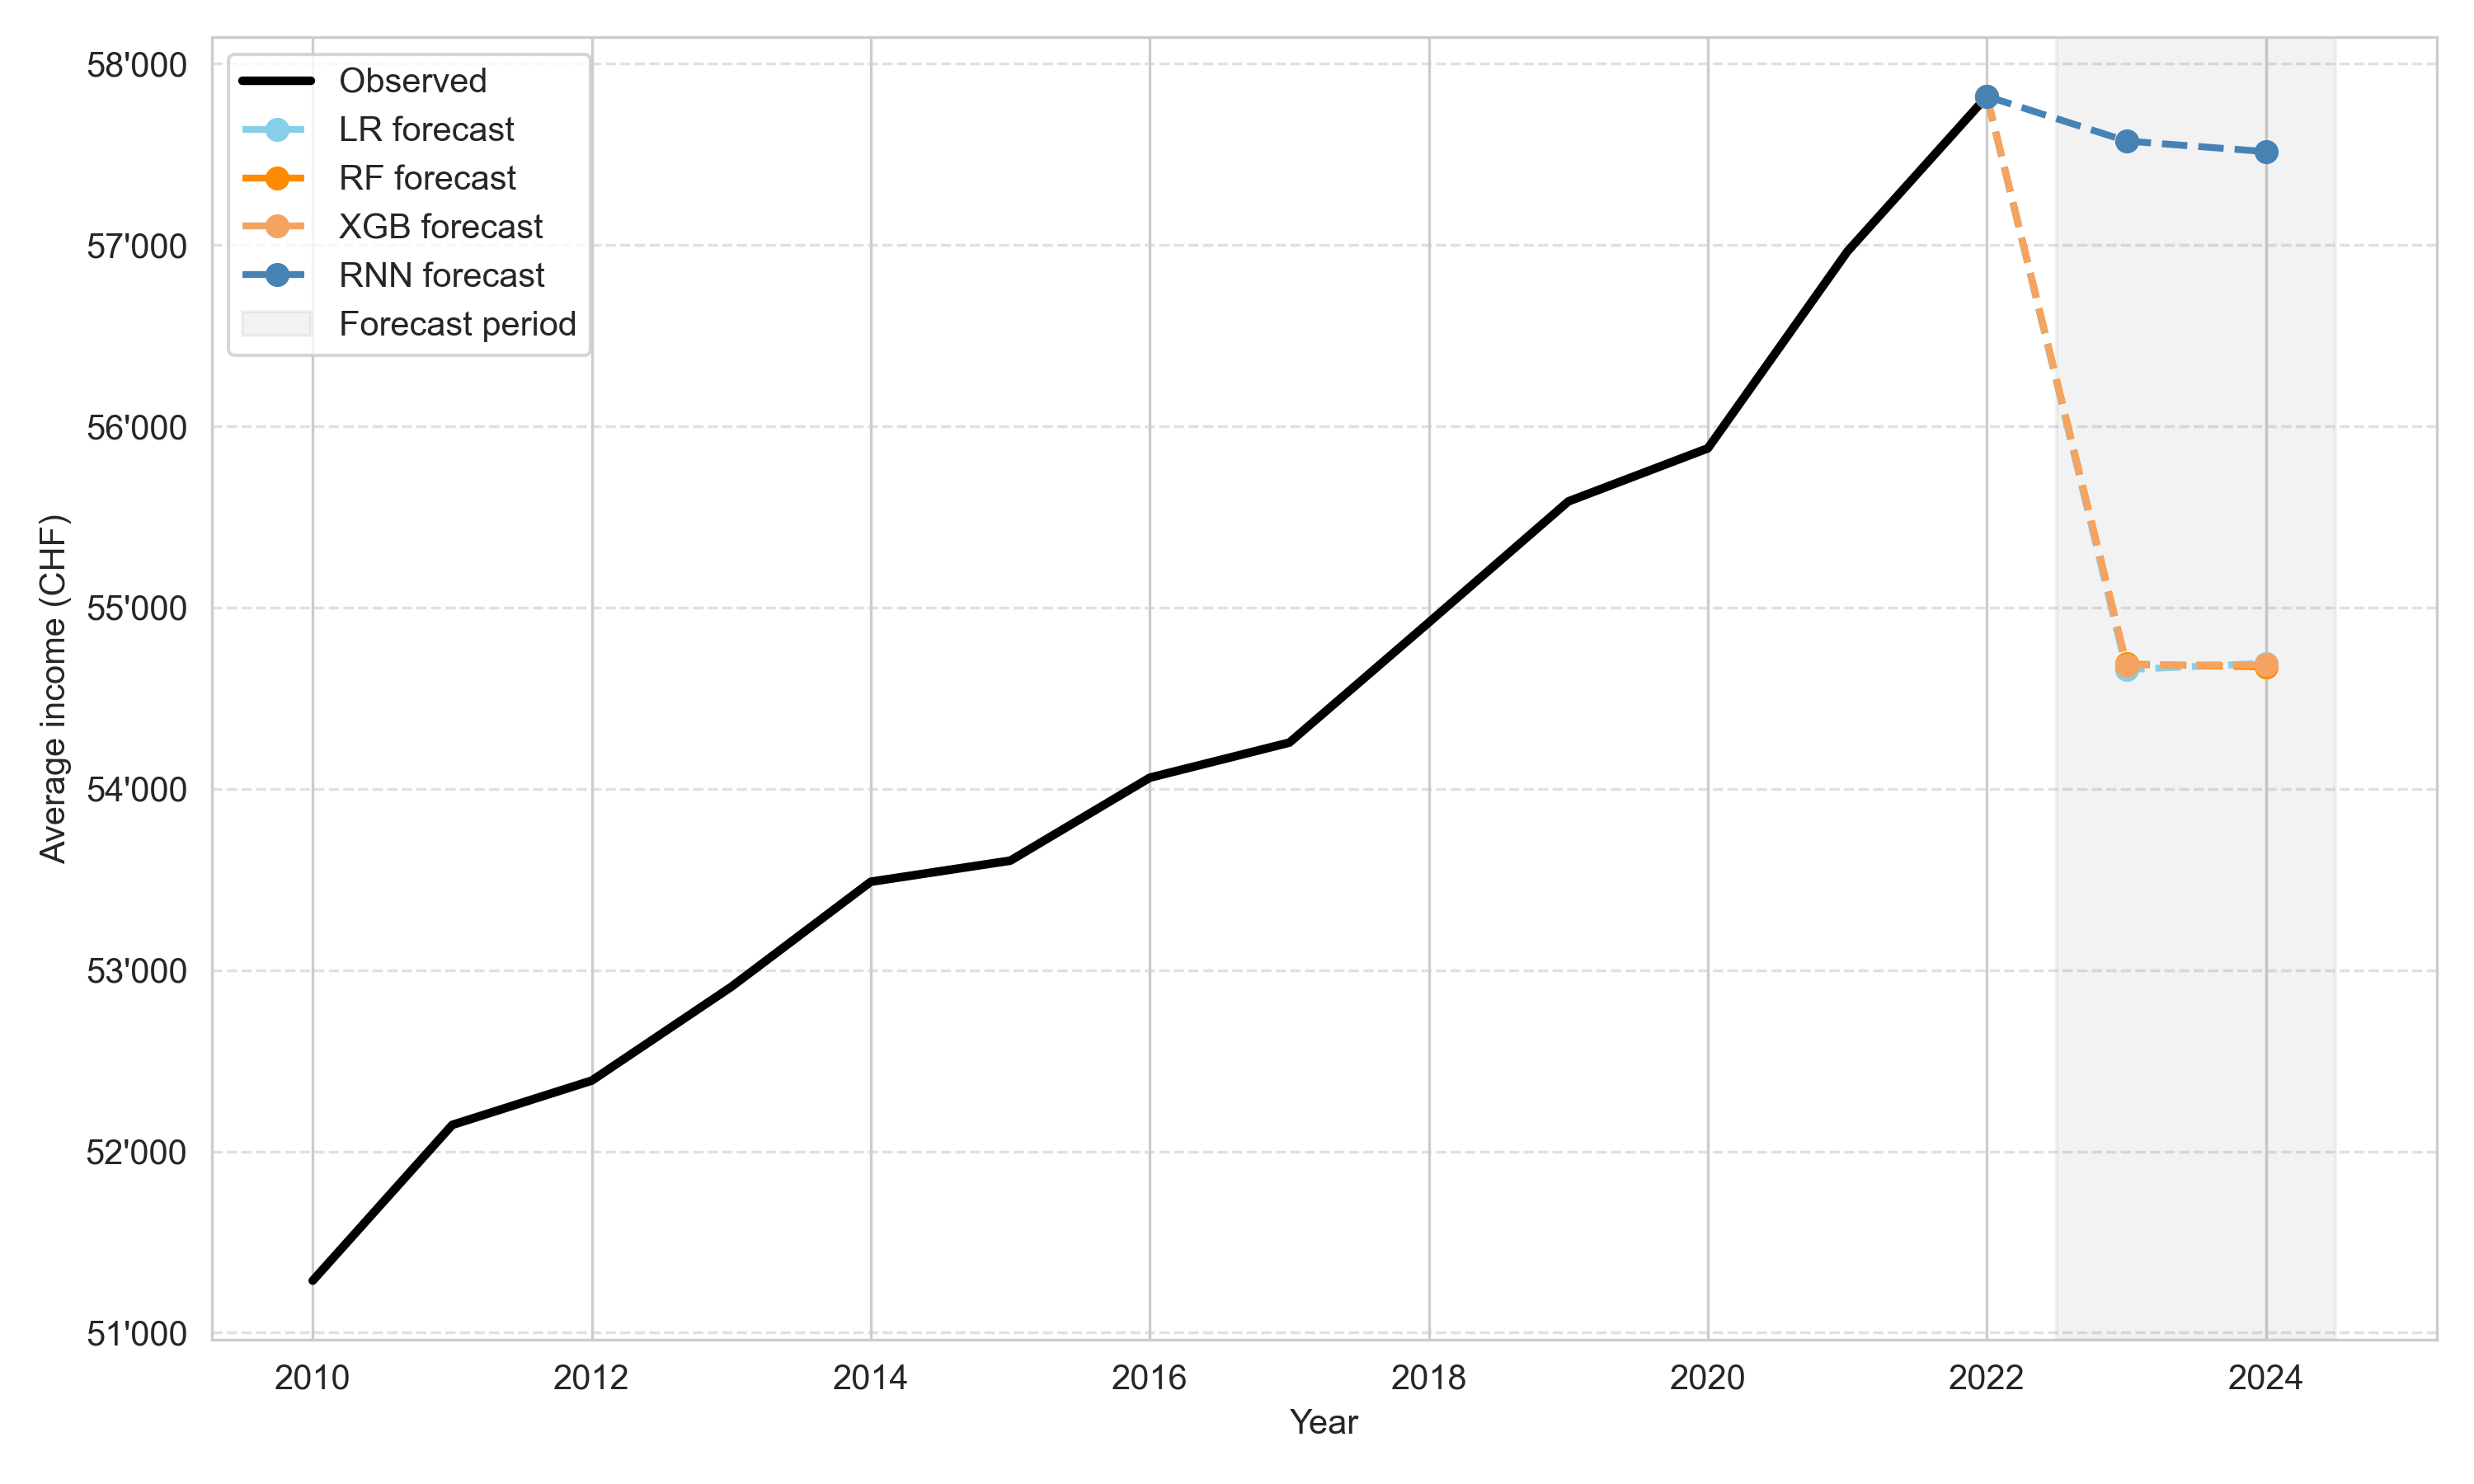 Observed
LR forecast
RF forecast
XGB forecast
RNN forecast
Forecast period
58'000
57'000
56'000
55'000
54'000
53'000
52'000
51'000
Average income (CHF)
2010 2012 2014 2016 2018 2020 2022 2024
Year